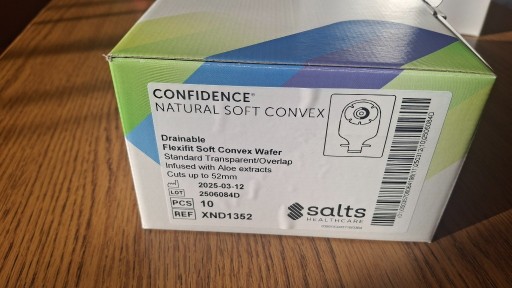 CONFIDENCE®
NATURAL SOFT CONVEX
Drainable
Flexifit Soft Convex Wafer
Standard Transparent/Overlap
Infused with Aloe extracts
Cuts up to 52mm
2025-03-12
LOT 2506084D
PCS 10
REF XND1352
salts
HEALTHCARE